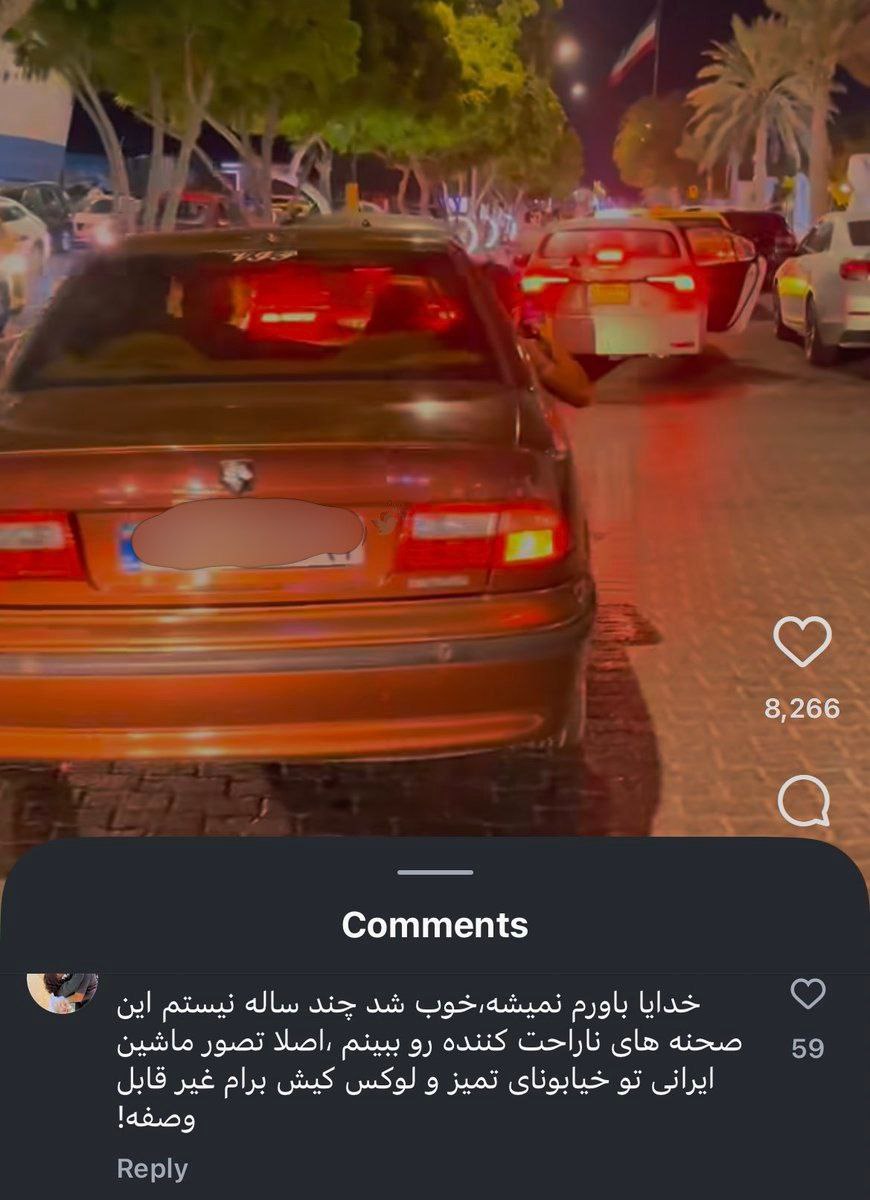 V.I.P
8,266
Comments
خدایا باورم نمیشه،خوب شد چند ساله نیستم این
صحنه های ناراحت کننده رو ببینم ،اصلا تصور ماشین
ایرانی تو خیابونای تمیز و لوکس کیش برام غیر قابل
وصفه!
59
Reply